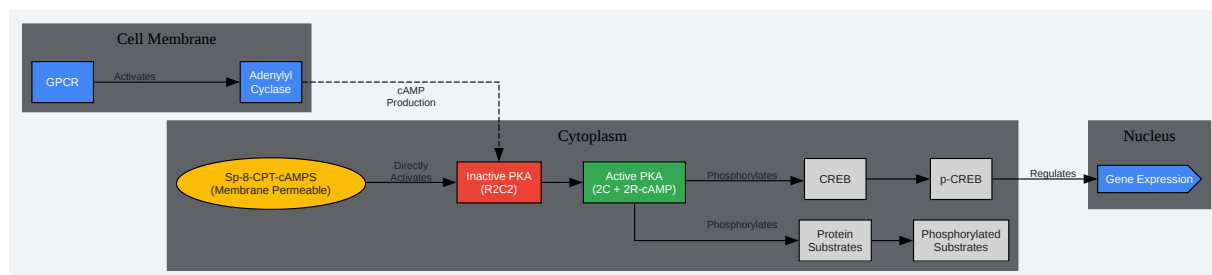 Cell Membrane
GPCR
Activates
Adenylyl
Cyclase
cAMP
Production
Cytoplasm
Sp-8-CPT-cAMPS
(Membrane Permeable)
Directly
Activates
Inactive PKA
(R2C2)
Active PKA
(2C + 2R-cAMP)
Phosphorylates
CREB
p-CREB
Phosphorylates
Protein
Substrates
Phosphorylated
Substrates
Regulates
Nucleus
Gene Expression